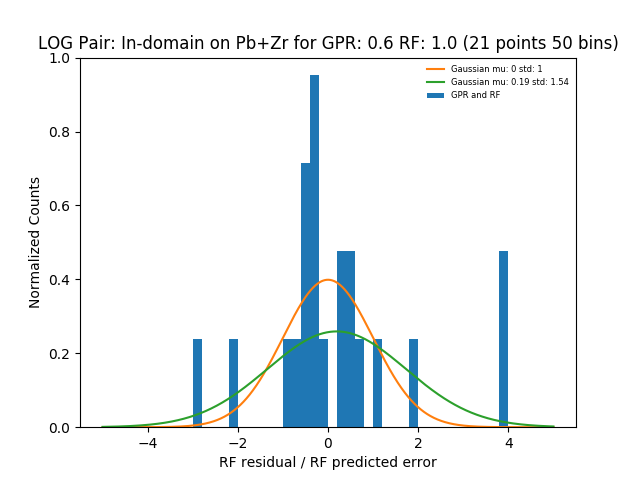 LOG Pair: In-domain on Pb+Zr for GPR: 0.6 RF: 1.0 (21 points 50 bins)
Gaussian mu: 0 std: 1
Gaussian mu: 0.19 std: 1.54
GPR and RF
Normalized Counts
1.0
0.8
0.6
0.4
0.2
0.0
−4 −2 0 2 4
RF residual / RF predicted error